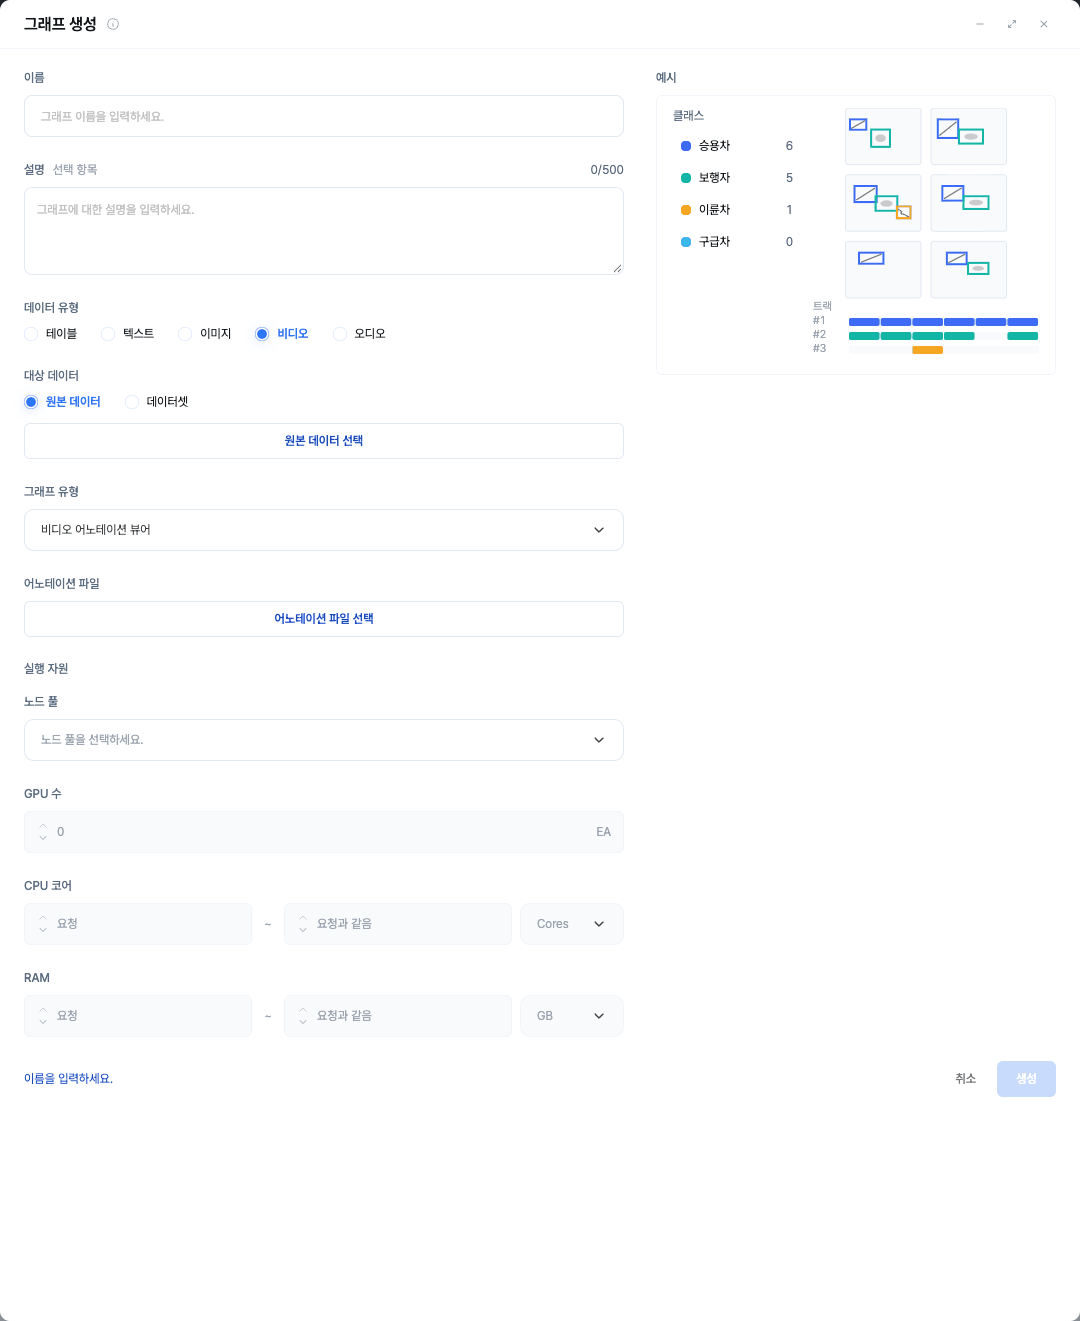 그래프 생성
이름
그래프 이름을 입력하세요.
설명 선택 항목 0/500
그래프에 대한 설명을 입력하세요.
데이터 유형
테이블 텍스트 이미지 비디오 오디오
대상 데이터
원본 데이터 데이터셋
원본 데이터 선택
그래프 유형
비디오 어노테이션 뷰어
어노테이션 파일
어노테이션 파일 선택
실행 자원
노드 풀
노드 풀을 선택하세요.
GPU 수
0 EA
CPU 코어
요청 ~ 요청과 같음 Cores
RAM
요청 ~ 요청과 같음 GB
이름을 입력하세요.
취소 생성
예시
클래스
승용차 6
보행자 5
이륜차 1
구급차 0
트랙
#1
#2
#3